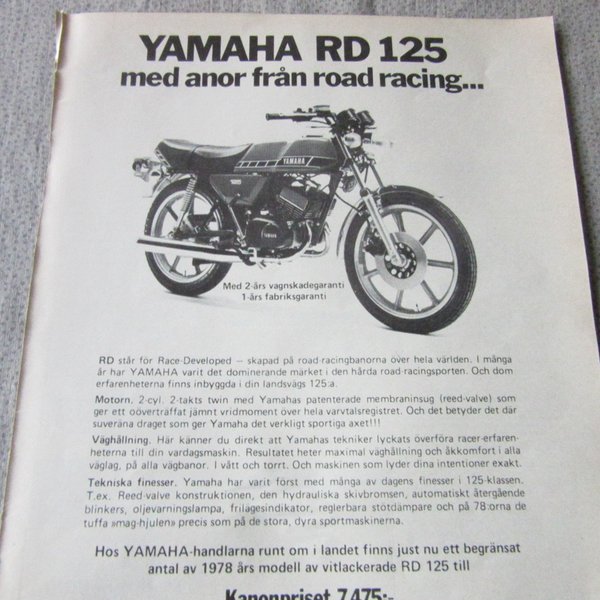 YAMAHA RD 125
med anor från road racing...
YAMAHA
Med 2-års vagnskadegaranti
1-års fabriksgaranti
RD står för Race-Developed — skapad på road-racingbanorna över hela världen. I många
år har YAMAHA varit det dominerande märket i den hårda road-racingsporten. Och dom
erfarenheterna finns inbyggda i din landsvägs 125:a.
Motorn. 2-cyl. 2-takts twin med Yamahas patenterade membraninsug (reed-valve) som
ger ett oöverträffat jämnt vridmoment över hela varvtalsregistret. Och det betyder det där
suveräna draget som ger Yamaha det verkligt sportiga axet!!!
Väghållning. Här känner du direkt att Yamahas tekniker lyckats överföra racer-erfaren-
heterna till din vardagsmaskin. Resultatet heter maximal väghållning och åkkomfort i alla
väglag, på alla vägbanor. I vått och torrt. Och maskinen som lyder dina intentioner exakt.
Tekniska finesser. Yamaha har varit först med många av dagens finesser i 125-klassen.
T.ex. Reed-valve konstruktionen, den hydrauliska skivbromsen, automatiskt återgående
blinkers, oljevarningslampa, frilägesindikator, reglerbara stötdämpare och på 78:orna de
tuffa »mag-hjulen» precis som på de stora, dyra sportmaskinerna.
Hos YAMAHA-handlarna runt om i landet finns just nu ett begränsat
antal av 1978 års modell av vitlackerade RD 125 till
Kanonpriset 7.475:-